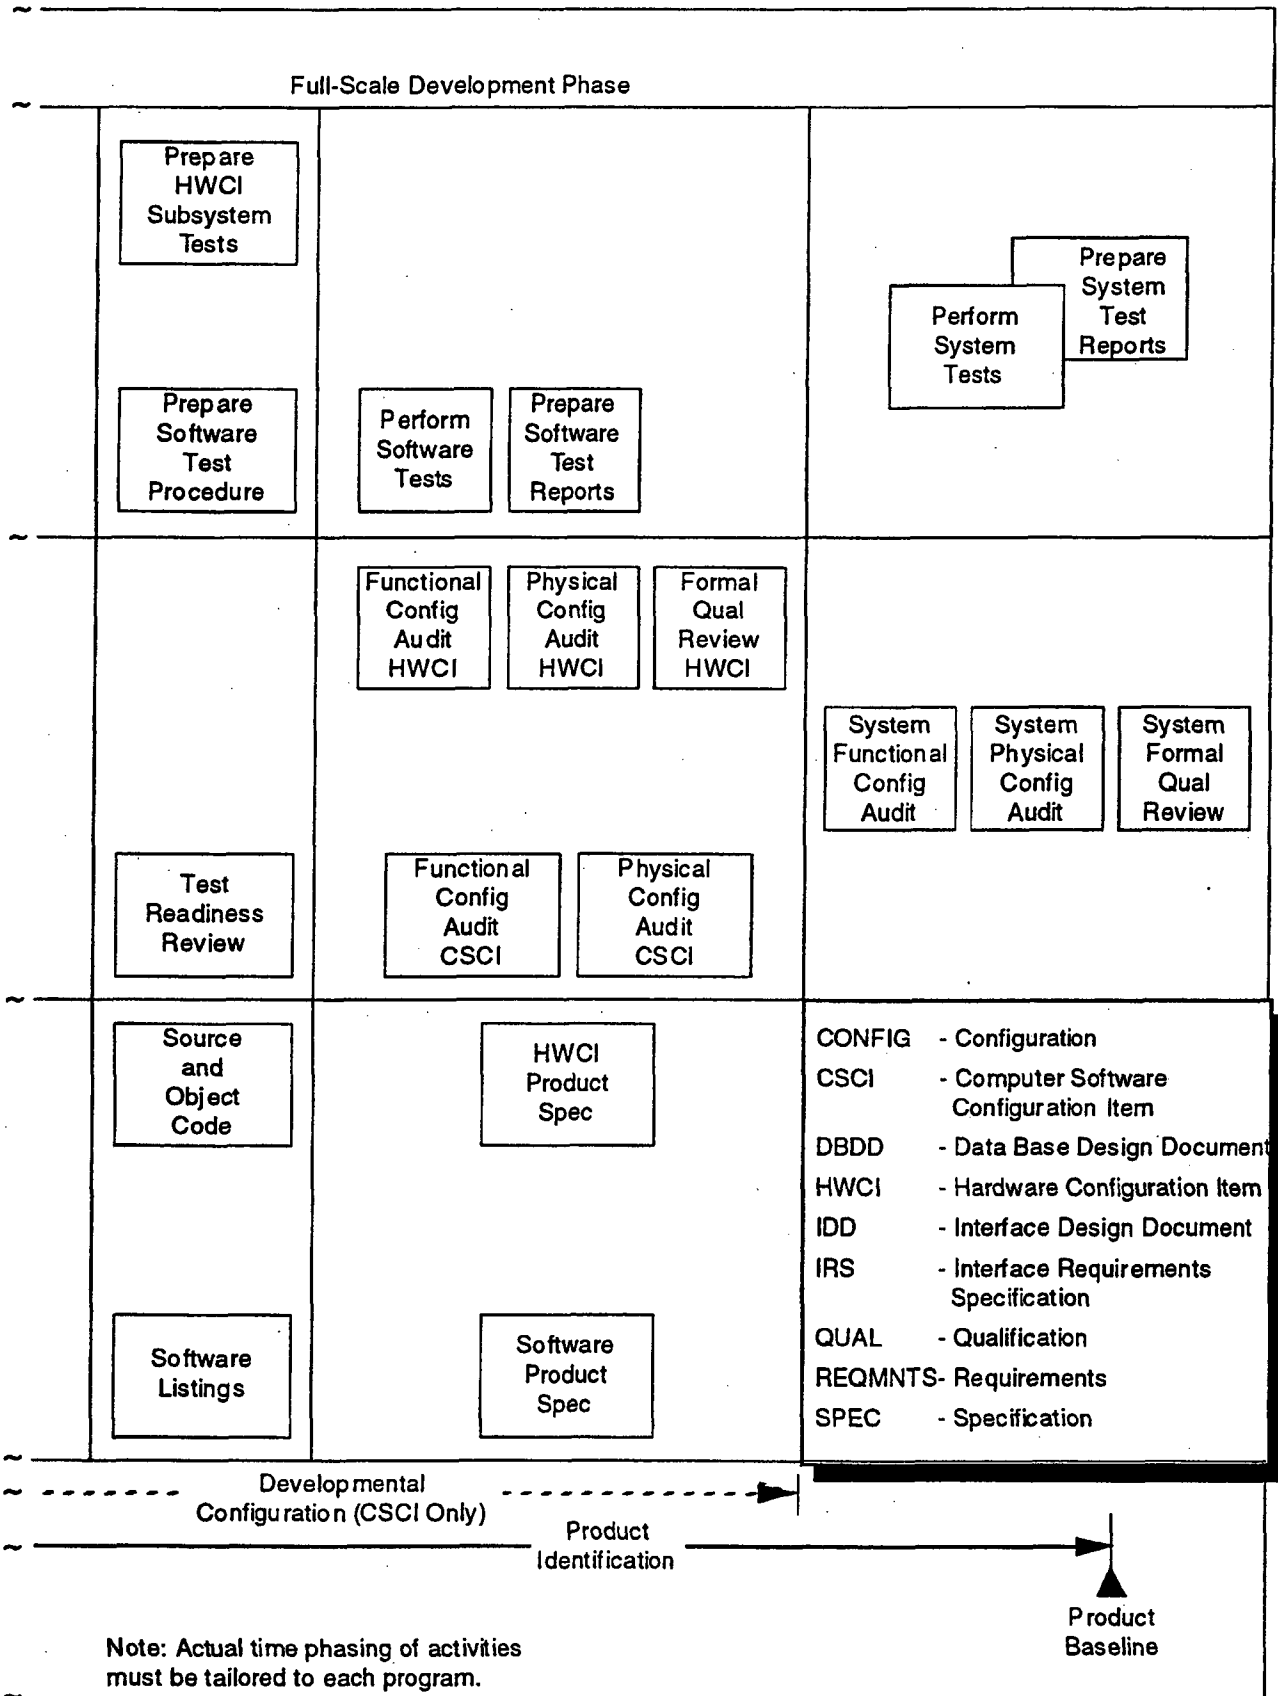 Full-Scale Development Phase
Prepare
HWCI
Subsystem
Tests
Prepare
System
Test
Reports
Perform
System
Tests
Prepare
Software
Test
Procedure
Perform
Software
Tests
Prepare
Software
Test
Reports
Functional
Config
Audit
HWCI
Physical
Config
Audit
HWCI
Formal
Qual
Review
HWCI
System
Functional
Config
Audit
System
Physical
Config
Audit
System
Formal
Qual
Review
Test
Readiness
Review
Functional
Config
Audit
CSCI
Physical
Config
Audit
CSCI
Source
and
Object
Code
HWCI
Product
Spec
Software
Listings
Software
Product
Spec
CONFIG - Configuration
CSCI - Computer Software
Configuration Item
DBDD - Data Base Design Document
HWCI - Hardware Configuration Item
IDD - Interface Design Document
IRS - Interface Requirements
Specification
QUAL - Qualification
REQMNTS- Requirements
SPEC - Specification
Developmental
Configuration (CSCI Only)
Product
Identification
Product
Baseline
Note: Actual time phasing of activities
must be tailored to each program.